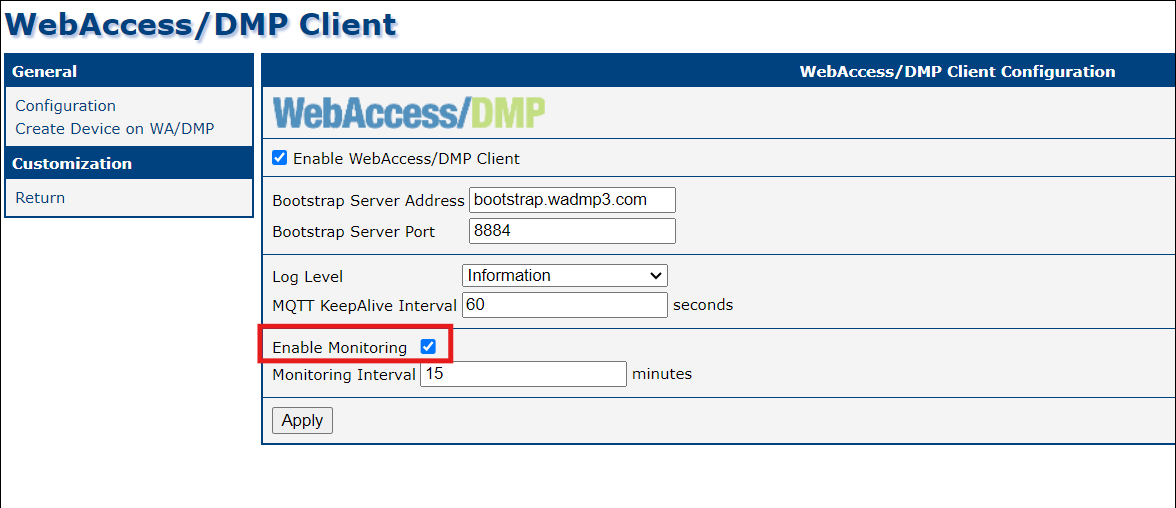 WebAccess/DMP Client
General
Configuration
Create Device on WA/DMP
Customization
Return
WebAccess/DMP Client Configuration
WebAccess/DMP
Enable WebAccess/DMP Client
Bootstrap Server Address bootstrap.wadmp3.com
Bootstrap Server Port 8884
Log Level Information
MQTT KeepAlive Interval 60 seconds
Enable Monitoring
Monitoring Interval 15 minutes
Apply